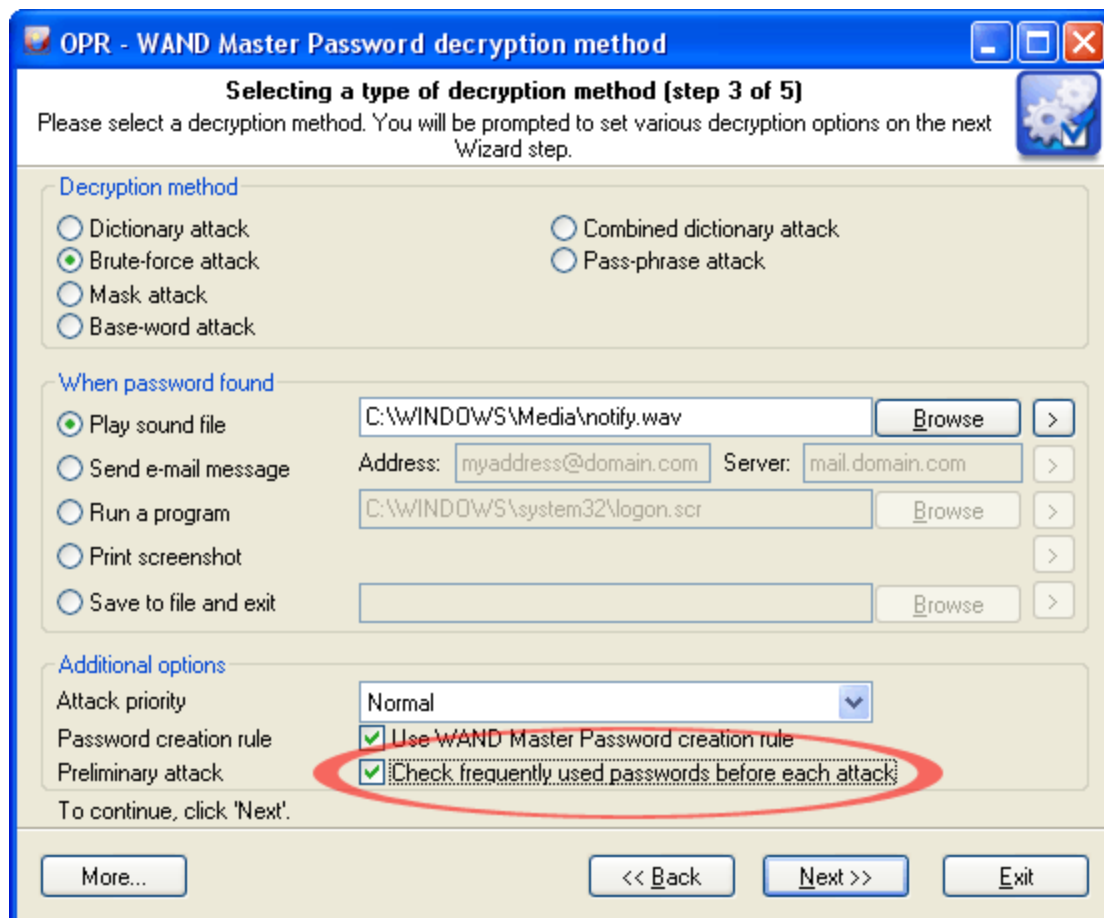 OPR - WAND Master Password decryption method
Selecting a type of decryption method (step 3 of 5)
Please select a decryption method. You will be prompted to set various decryption options on the next
Wizard step.
Decryption method
Dictionary attack
Combined dictionary attack
Brute-force attack
Pass-phrase attack
Mask attack
Base-word attack
When password found
Play sound file C:\WINDOWS\Media\notify.wav Browse >
Send e-mail message Address: myaddress@domain.com Server: mail.domain.com >
Run a program C:\WINDOWS\system32\logon.scr Browse >
Print screenshot >
Save to file and exit Browse >
Additional options
Attack priority Normal
Password creation rule Use WAND Master Password creation rule
Preliminary attack Check frequently used passwords before each attack
To continue, click 'Next'.
More... << Back Next >> Exit